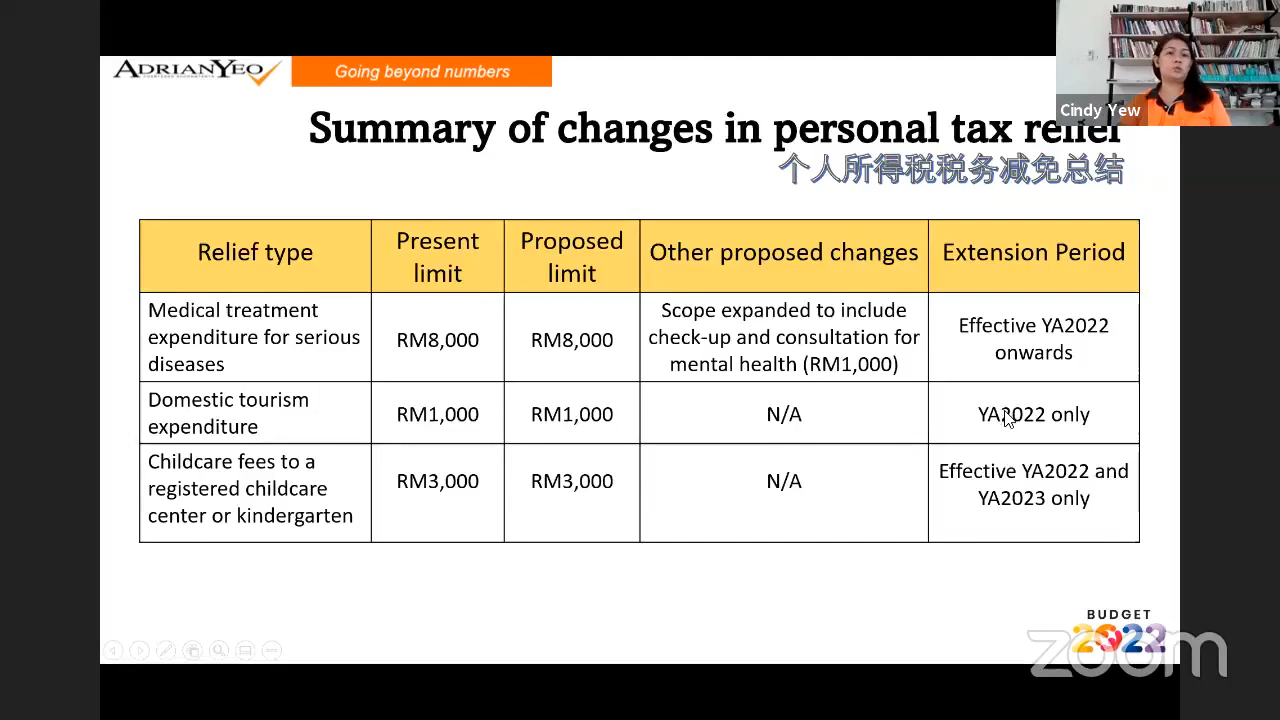 ADRIANYEO
Going beyond numbers
Cindy Yew
Summary of changes in personal tax relief
个人所得税税务减免总结
Relief type
Present
limit
Proposed
limit
Other proposed changes
Extension Period
Medical treatment
expenditure for serious
diseases
RM8,000
RM8,000
Scope expanded to include
check-up and consultation for
mental health (RM1,000)
Effective YA2022
onwards
Domestic tourism
expenditure
RM1,000
RM1,000
N/A
YA2022 only
Childcare fees to a
registered childcare
center or kindergarten
RM3,000
RM3,000
N/A
Effective YA2022 and
YA2023 only
BUDGET
2022
zoom